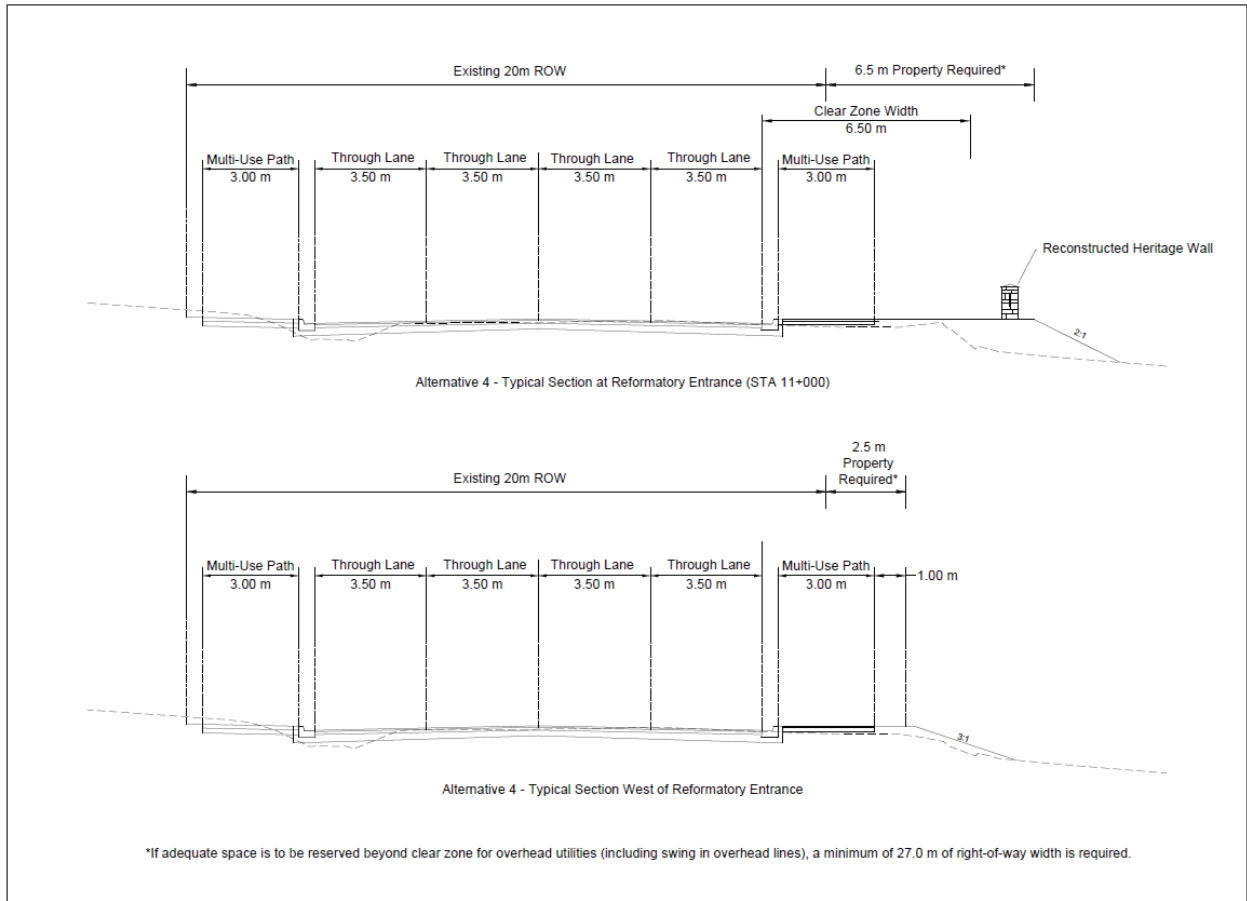 Existing 20m ROW
6.5 m Property Required*
Clear Zone Width
6.50 m
Multi-Use Path
3.00 m
Through Lane
3.50 m
Through Lane
3.50 m
Through Lane
3.50 m
Through Lane
3.50 m
Multi-Use Path
3.00 m
Reconstructed Heritage Wall
2:1
Alternative 4 - Typical Section at Reformatory Entrance (STA 11+000)
2.5 m
Property
Required*
Existing 20m ROW
Multi-Use Path
3.00 m
Through Lane
3.50 m
Through Lane
3.50 m
Through Lane
3.50 m
Through Lane
3.50 m
Multi-Use Path
3.00 m
1.00 m
3:1
Alternative 4 - Typical Section West of Reformatory Entrance
*If adequate space is to be reserved beyond clear zone for overhead utilities (including swing in overhead lines), a minimum of 27.0 m of right-of-way width is required.